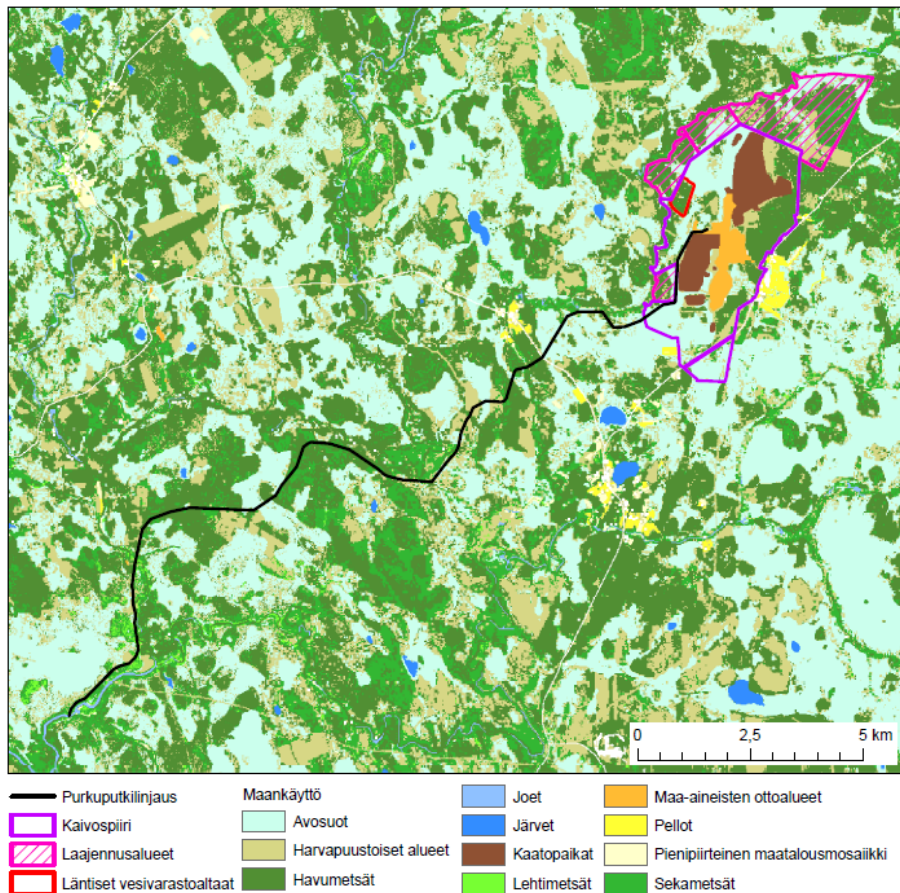 0 2,5 5 km
Purkuputkilinjaus
Kaivospiiri
Laajennusalueet
Läntiset vesivarastoaltaat
Maankäyttö
Avosuot
Harvapuustoiset alueet
Havumetsät
Joet
Järvet
Kaatopaikat
Lehtimetsät
Maa-aineisten ottoalueet
Pellot
Pienipiirteinen maatalousmosaiikki
Sekametsät